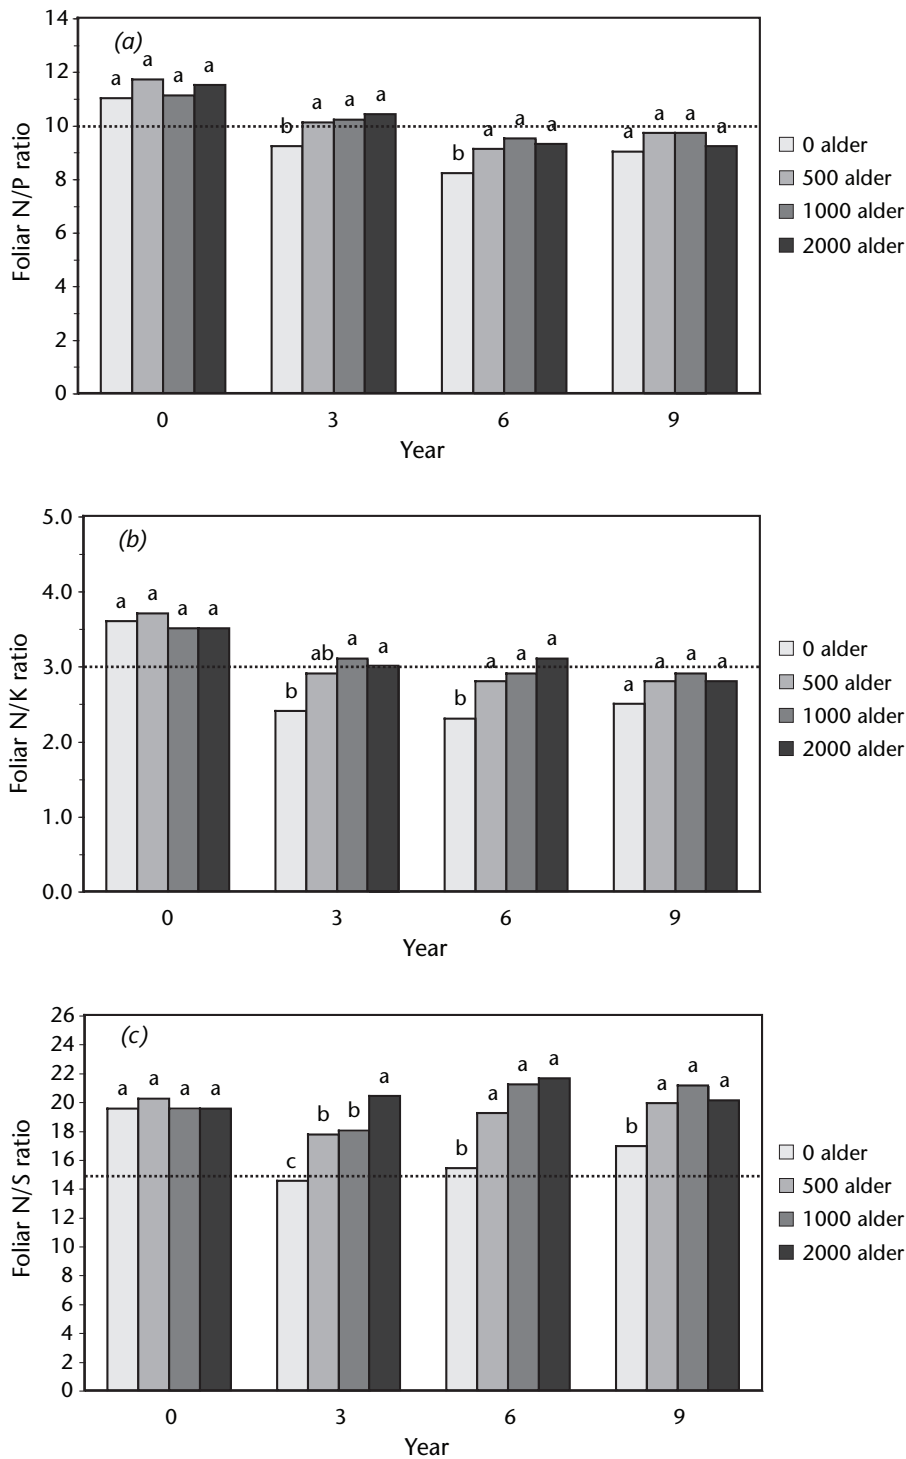 (a)
14
12
10
8
6
4
2
0
Foliar N/P ratio
a a a a
b a a a
b a a a
a a a a
0 3 6 9
Year
0 alder
500 alder
1000 alder
2000 alder
(b)
5.0
4.0
3.0
2.0
1.0
0.0
Foliar N/K ratio
a a a a
b ab a a
b a a a
a a a a
0 3 6 9
Year
0 alder
500 alder
1000 alder
2000 alder
(c)
26
24
22
20
18
16
14
12
10
8
6
4
2
0
Foliar N/S ratio
a a a a
c b b a
b a a a
b a a a
0 3 6 9
Year
0 alder
500 alder
1000 alder
2000 alder